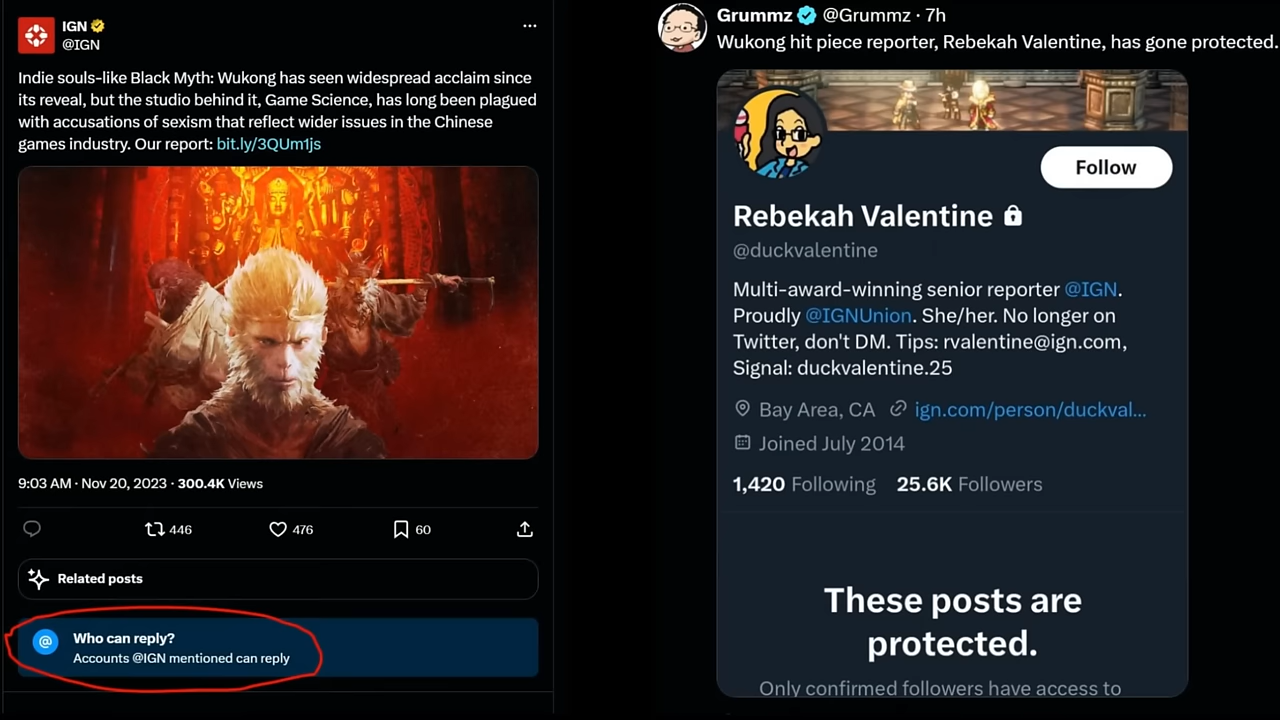 IGN
@IGN
Indie souls-like Black Myth: Wukong has seen widespread acclaim since
its reveal, but the studio behind it, Game Science, has long been plagued
with accusations of sexism that reflect wider issues in the Chinese
games industry. Our report: bit.ly/3QUm1js
9:03 AM · Nov 20, 2023 · 300.4K Views
446 476 60
Related posts
@ Who can reply?
Accounts @IGN mentioned can reply
Grummz @Grummz · 7h
Wukong hit piece reporter, Rebekah Valentine, has gone protected.
Follow
Rebekah Valentine
@duckvalentine
Multi-award-winning senior reporter @IGN.
Proudly @IGNUnion. She/her. No longer on
Twitter, don't DM. Tips: rvalentine@ign.com,
Signal: duckvalentine.25
Bay Area, CA ign.com/person/duckval...
Joined July 2014
1,420 Following 25.6K Followers
These posts are
protected.
Only confirmed followers have access to